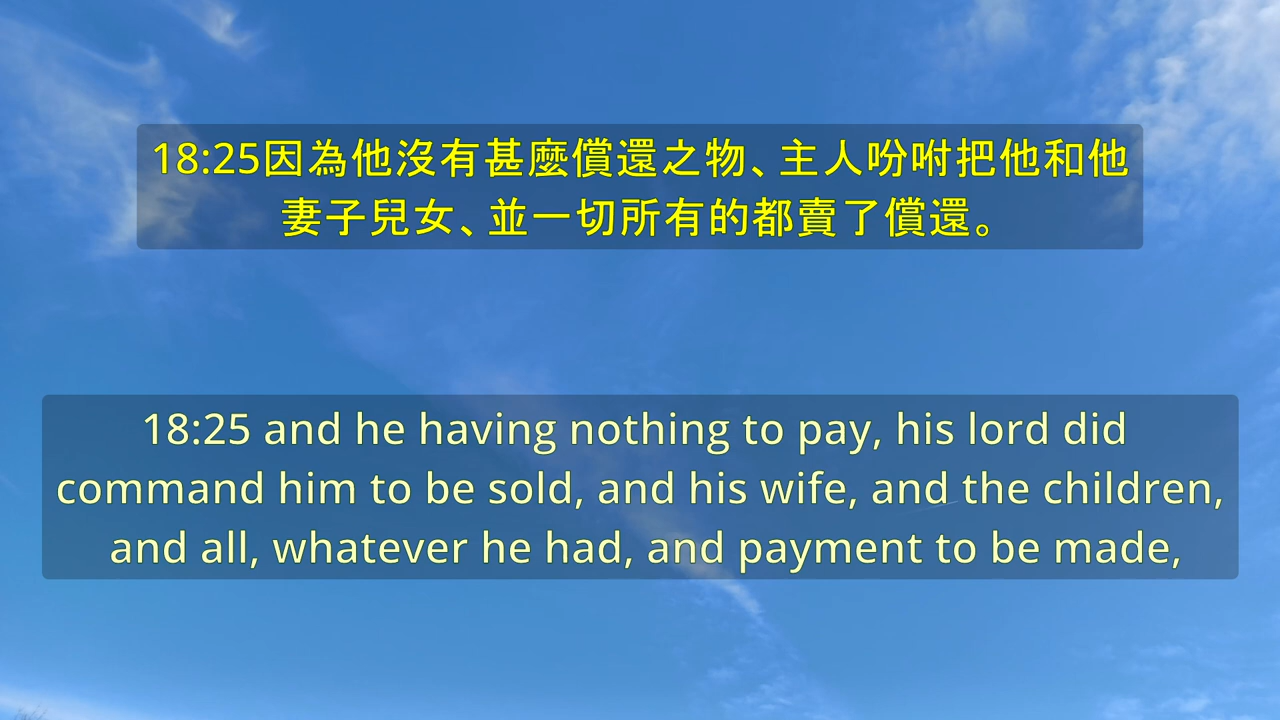 18:25因為他沒有甚麼償還之物、主人吩咐把他和他
妻子兒女、並一切所有的都賣了償還。
18:25 and he having nothing to pay, his lord did
command him to be sold, and his wife, and the children,
and all, whatever he had, and payment to be made,